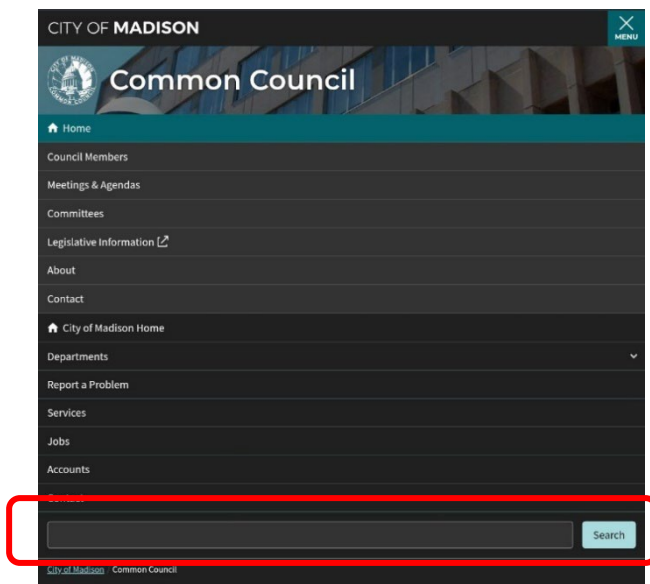 CITY OF MADISON
MENU
Common Council
Home
Council Members
Meetings & Agendas
Committees
Legislative Information
About
Contact
City of Madison Home
Departments
Report a Problem
Services
Jobs
Accounts
Contact
Search
City of Madison / Common Council